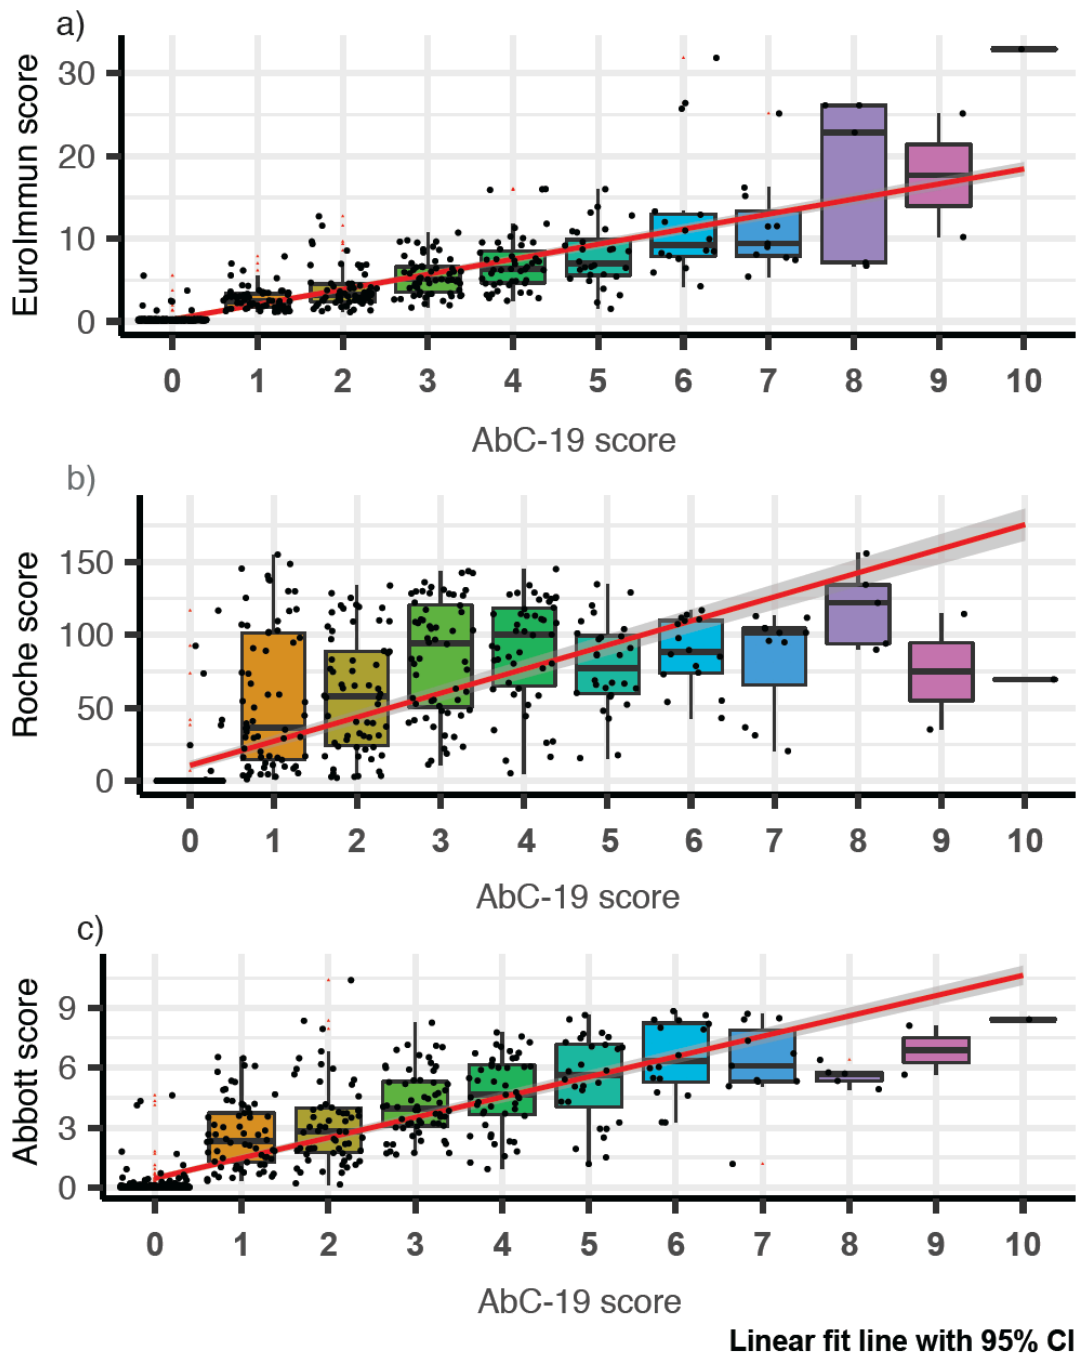 a)
EuroImmun score
30
20
10
0
0 1 2 3 4 5 6 7 8 9 10
AbC-19 score
b)
Roche score
150
100
50
0
0 1 2 3 4 5 6 7 8 9 10
AbC-19 score
c)
Abbott score
9
6
3
0
0 1 2 3 4 5 6 7 8 9 10
AbC-19 score
Linear fit line with 95% CI